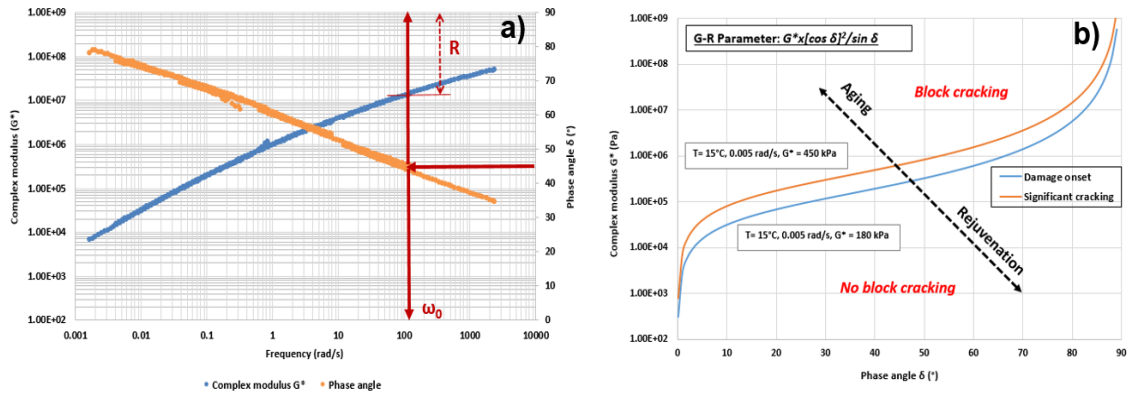 a)
R
ω0
Complex modulus (G*)
1.00E+09
1.00E+08
1.00E+07
1.00E+06
1.00E+05
1.00E+04
1.00E+03
1.00E+02
1.00E+01
1.00E+00
Phase angle δ (°)
90
80
70
60
50
40
30
20
10
0
0.001 0.01 0.1 1 10 100 1000 10000
Frequency (rad/s)
Complex modulus G* Phase angle
b)
G-R Parameter: G*x[cos δ]²/sin δ
Complex modulus G* (Pa)
1.00E+09
1.00E+08
1.00E+07
1.00E+06
1.00E+05
1.00E+04
1.00E+03
1.00E+02
Aging
Block cracking
T= 15°C, 0.005 rad/s, G* = 450 kPa
Damage onset
Significant cracking
T= 15°C, 0.005 rad/s, G* = 180 kPa
Rejuvenation
No block cracking
0 10 20 30 40 50 60 70 80 90
Phase angle δ (°)